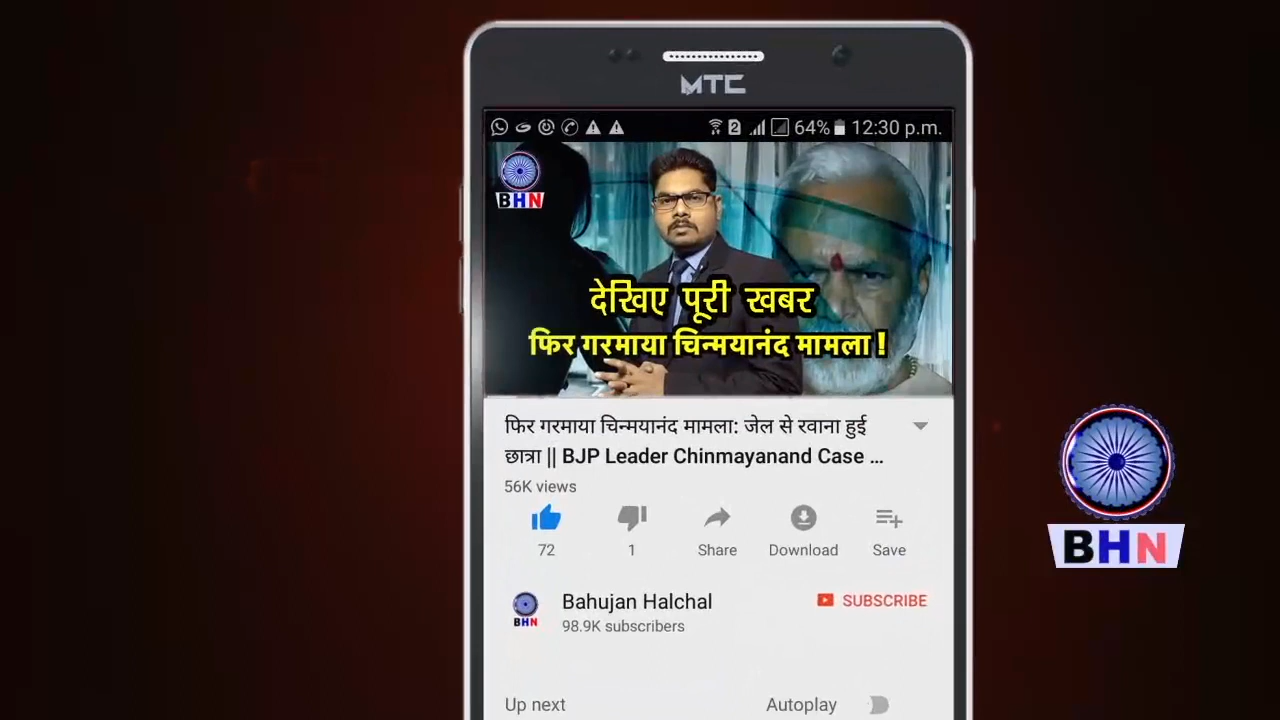 MTC
2 64% 12:30 p.m.
BHN
देखिए पूरी खबर
फिर गरमाया चिन्मयानंद मामला !
फिर गरमाया चिन्मयानंद मामला: जेल से रवाना हुई
छात्रा || BJP Leader Chinmayanand Case ...
56K views
72 1 Share Download Save
Bahujan Halchal
SUBSCRIBE
BHN
98.9K subscribers
BHN
Up next Autoplay